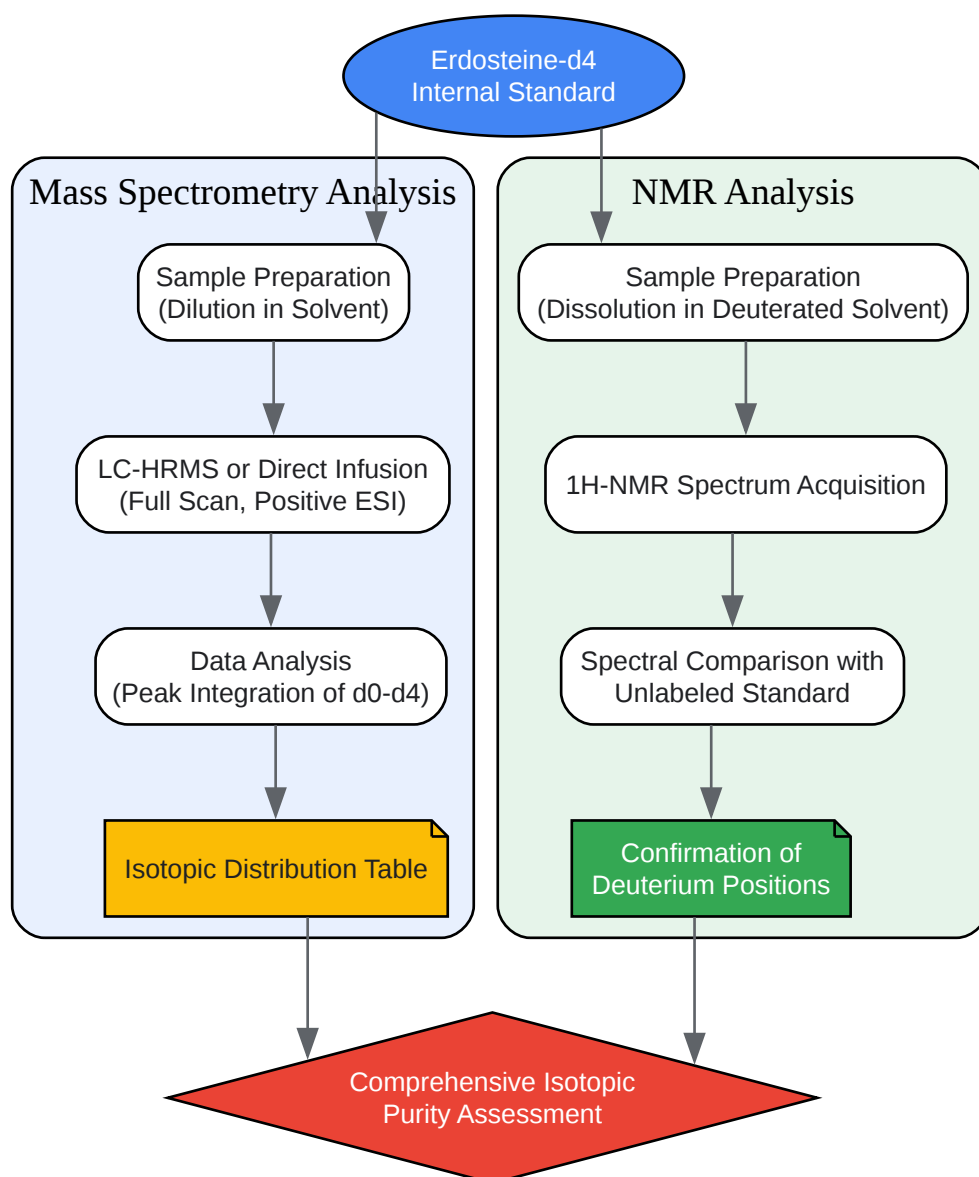 Erdosteine-d4
Internal Standard
Mass Spectrometry Analysis
Sample Preparation
(Dilution in Solvent)
LC-HRMS or Direct Infusion
(Full Scan, Positive ESI)
Data Analysis
(Peak Integration of d0-d4)
Isotopic Distribution Table
NMR Analysis
Sample Preparation
(Dissolution in Deuterated Solvent)
1H-NMR Spectrum Acquisition
Spectral Comparison with
Unlabeled Standard
Confirmation of
Deuterium Positions
Comprehensive Isotopic
Purity Assessment